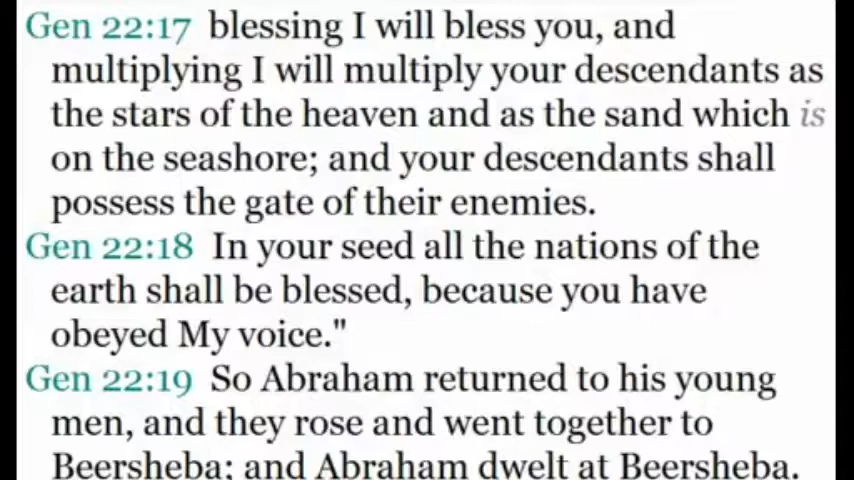 Gen 22:17 blessing I will bless you, and
multiplying I will multiply your descendants as
the stars of the heaven and as the sand which is
on the seashore; and your descendants shall
possess the gate of their enemies.
Gen 22:18 In your seed all the nations of the
earth shall be blessed, because you have
obeyed My voice."
Gen 22:19 So Abraham returned to his young
men, and they rose and went together to
Beersheba; and Abraham dwelt at Beersheba.